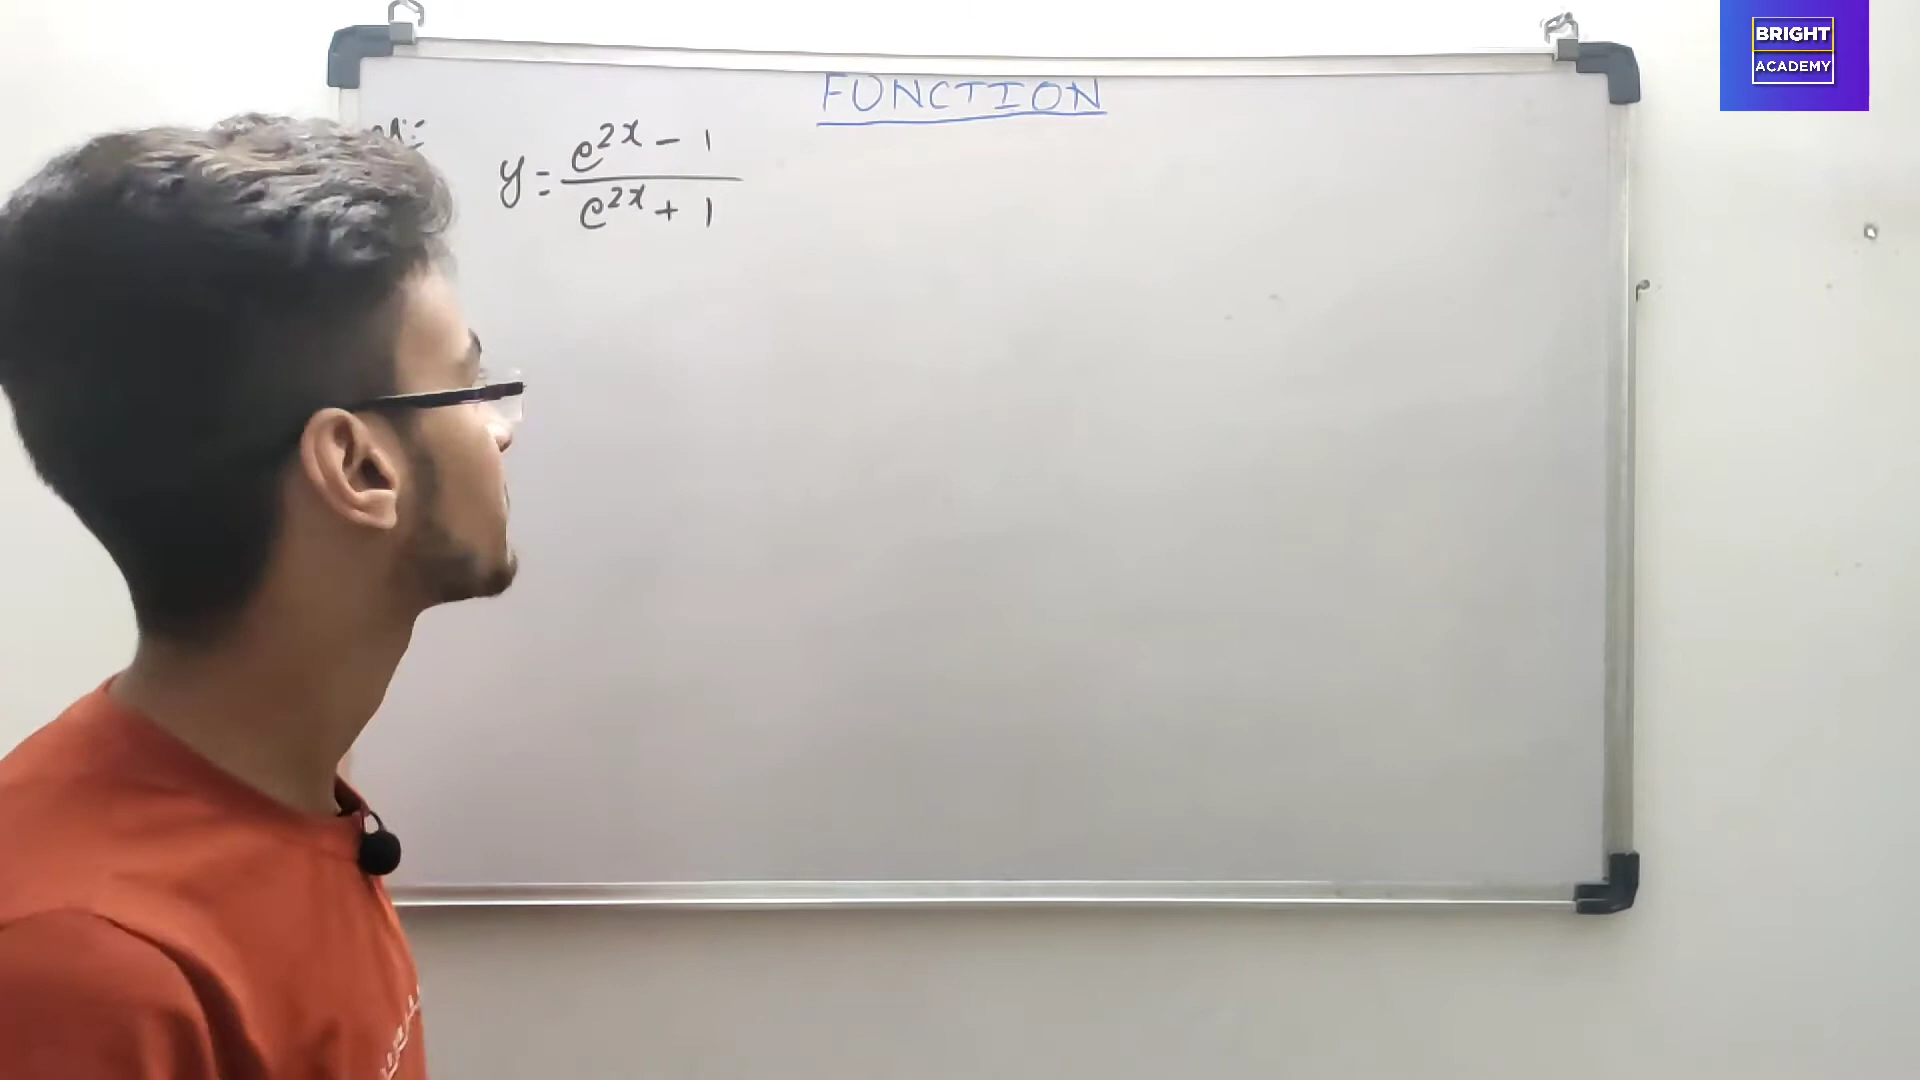 BRIGHT
ACADEMY
FUNCTION
y = e^{2x} - 1 / e^{2x} + 1